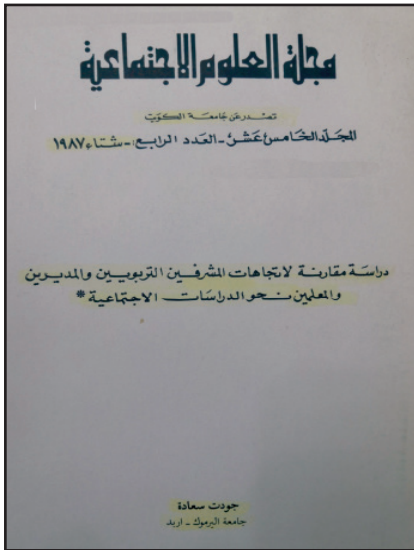 مجلة العلوم الاجتماعية
تصدر عن جامعة الكويت
المجلد الخامس عشر - العدد الرابع - شتاء ١٩٨٧
دراسة مقارنة لاتجاهات المشرفين التربويين والمديرين
والمعلمين نحو الدراسات الاجتماعية *
جودت سعادة
جامعة اليرموك - اربد